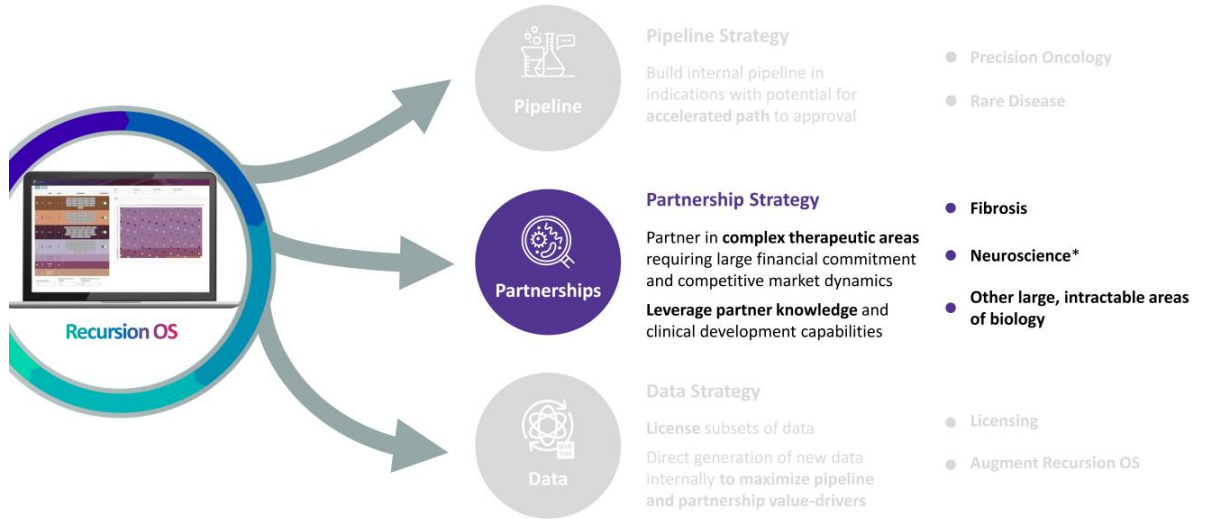 Pipeline Strategy
Build internal pipeline in
indications with potential for
accelerated path to approval
Pipeline
Precision Oncology
Rare Disease
Recursion OS
Partnership Strategy
Partner in complex therapeutic areas
requiring large financial commitment
and competitive market dynamics
Leverage partner knowledge and
clinical development capabilities
Partnerships
Fibrosis
Neuroscience*
Other large, intractable areas
of biology
Data Strategy
License subsets of data
Direct generation of new data
internally to maximize pipeline
and partnership value-drivers
Data
Licensing
Augment Recursion OS